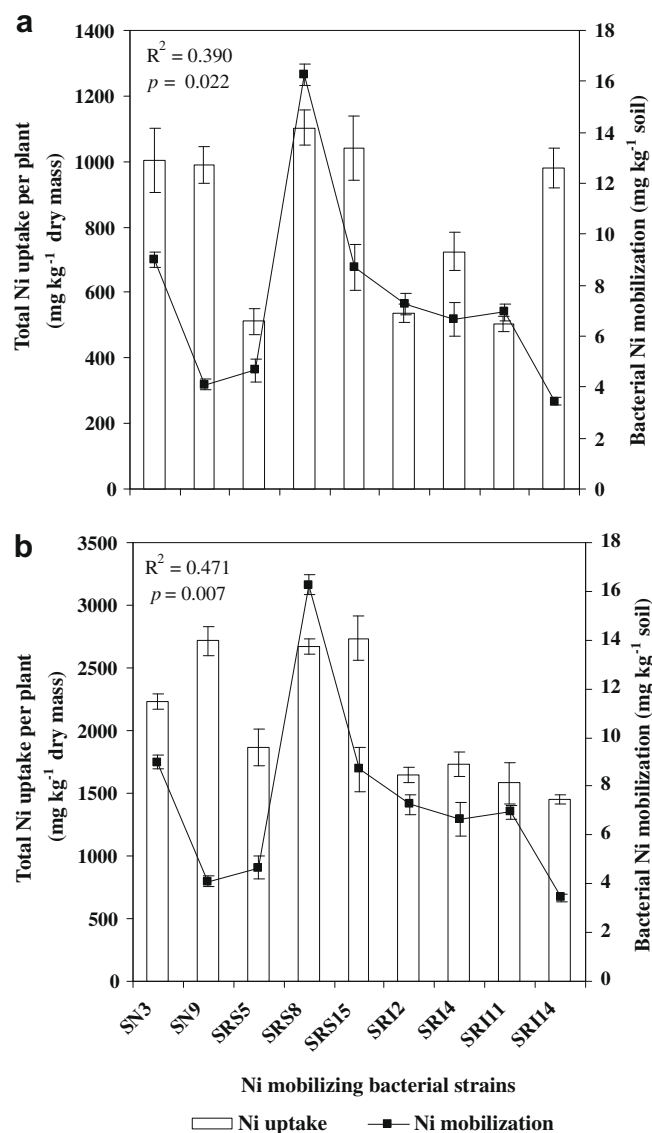 a
R² = 0.390
p = 0.022
Total Ni uptake per plant
(mg kg⁻¹ dry mass)
1400
1200
1000
800
600
400
200
0
18
16
14
12
10
8
6
4
2
0
Bacterial Ni mobilization (mg kg⁻¹ soil)
b
R² = 0.471
p = 0.007
Total Ni uptake per plant
(mg kg⁻¹ dry mass)
3500
3000
2500
2000
1500
1000
500
0
18
16
14
12
10
8
6
4
2
0
Bacterial Ni mobilization (mg kg⁻¹ soil)
SN3
SN9
SRS5
SRS8
SRS15
SRI2
SRI4
SRI11
SRI14
Ni mobilizing bacterial strains
Ni uptake
Ni mobilization